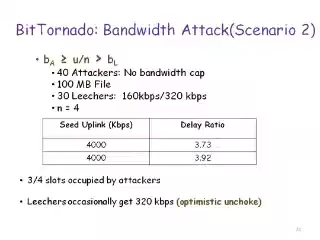 BitTornado: Bandwidth Attack(Scenario 2)
• bA ≥ u/n > bL
• 40 Attackers: No bandwidth cap
• 100 MB File
• 30 Leechers: 160kbps/320 kbps
• n = 4
Seed Uplink (Kbps) Delay Ratio
4000 3.73
4000 3.92
• 3/4 slots occupied by attackers
• Leechers occasionally get 320 kbps (optimistic unchoke)